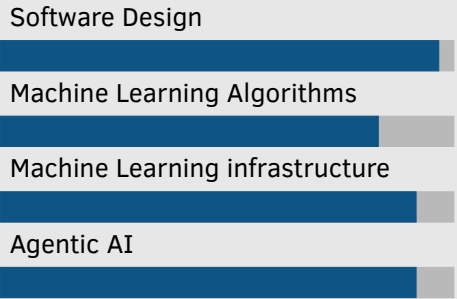 Software Design
Machine Learning Algorithms
Machine Learning infrastructure
Agentic AI